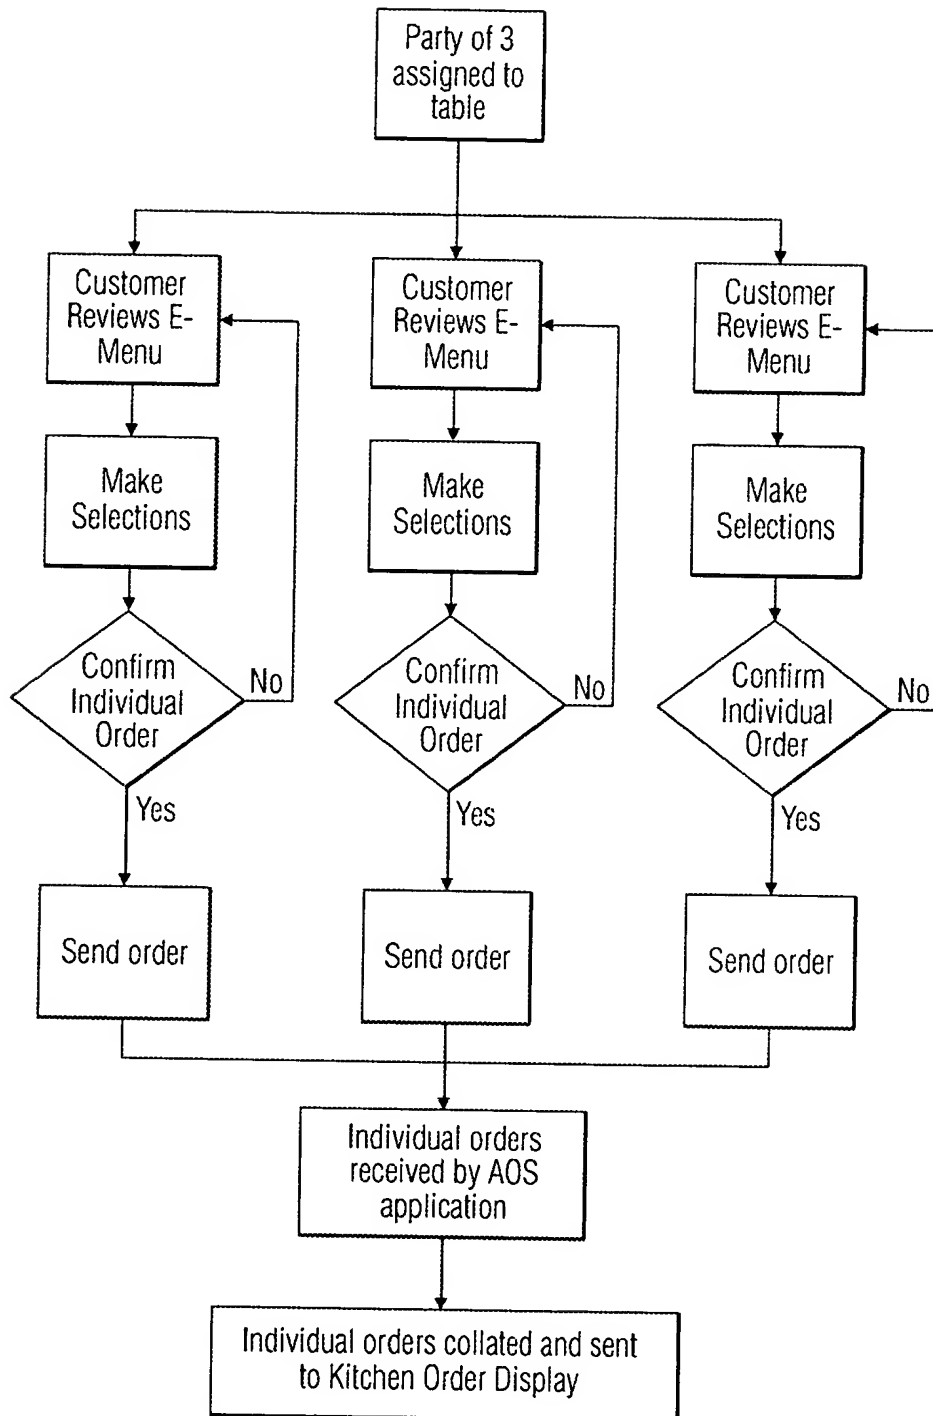 Party of 3
assigned to
table
Customer
Reviews E-
Menu
Make
Selections
Confirm
Individual
Order
No
Yes
Send order
Customer
Reviews E-
Menu
Make
Selections
Confirm
Individual
Order
No
Yes
Send order
Customer
Reviews E-
Menu
Make
Selections
Confirm
Individual
Order
No
Yes
Send order
Individual orders
received by AOS
application
Individual orders collated and sent
to Kitchen Order Display